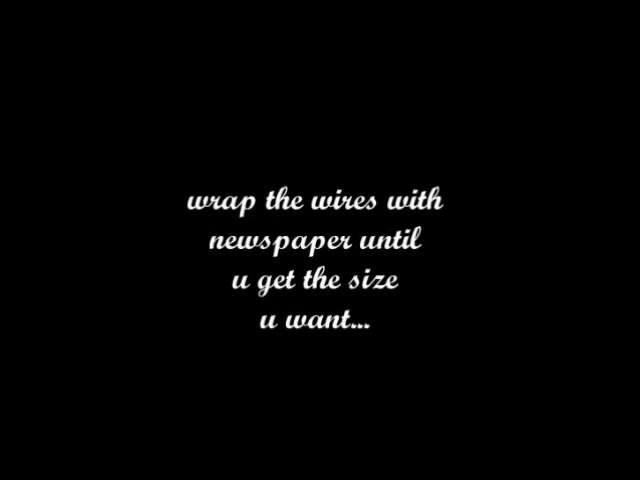 wrap the wires with
newspaper until
u get the size
u want...